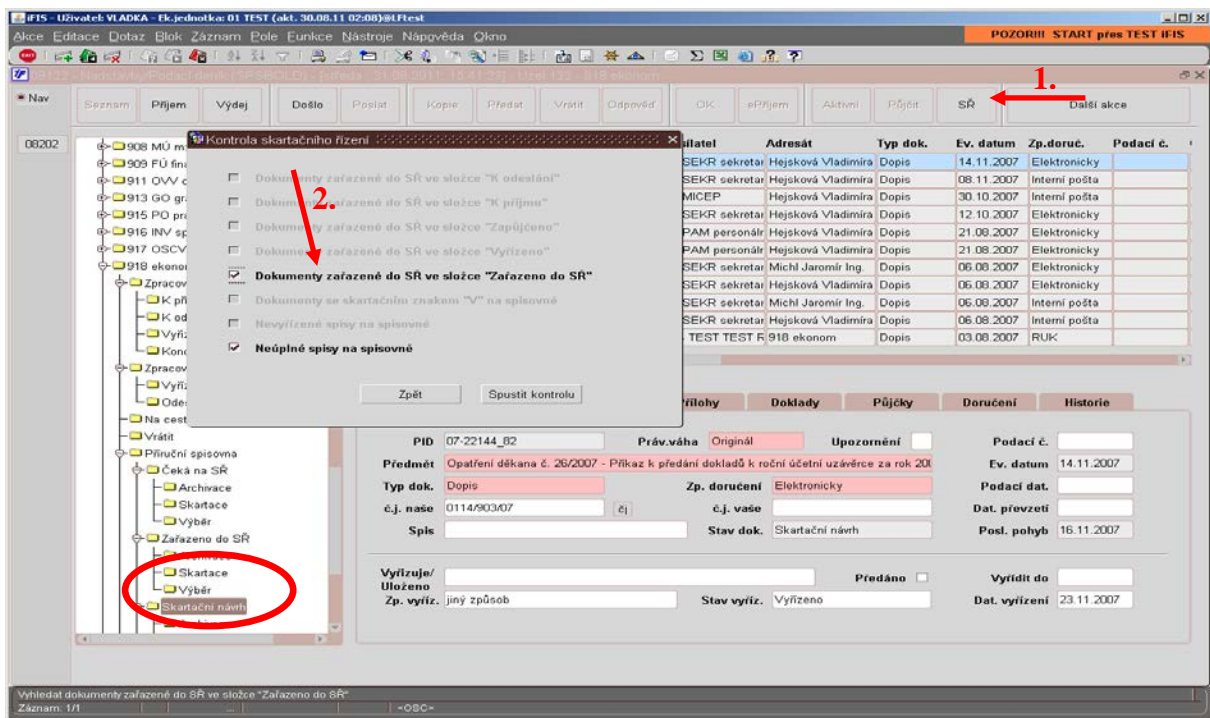 iFIS - Uživatel: VLADKA - Ek.jednotka: 01 TEST (akt. 30.08.11 02:08)@LFtest
Akce Editace Dotaz Blok Záznam Pole Funkce Nástroje Nápověda Okno
POZOR!!! START přes TEST iFIS
1.
Nav
Seznam Příjem Výdej Došlo Poslat Kopie Předat Vrátit Odpověď OK ePříjem Aktivní Půjčit SŘ Další akce
08202
Kontrola skartačního řízení
Dokumenty zařazené do SŘ ve složce "K odeslání"
Dokumenty zařazené do SŘ ve složce "K příjmu"
2.
Dokumenty zařazené do SŘ ve složce "Zapůjčeno"
Dokumenty zařazené do SŘ ve složce "Vyřízeno"
Dokumenty zařazené do SŘ ve složce "Zařazeno do SŘ"
Dokumenty se skartačním znakem "V" na spisovně
Nevyřízené spisy na spisovně
Neúplné spisy na spisovně
Zpět Spustit kontrolu
908 MÚ
909 FÚ
911 OVV
913 GO
915 PO
916 INV
917 OSCV
918
Zpracov
K od
Zpracov
Na cest
Vrátit
Příruční spisovna
Čeká na SŘ
Archivace
Skartace
Výběr
Zařazeno do SŘ
Skartace
Výběr
Skartační návrh
Adresát Typ dok. Ev. datum Zp.doruč. Podací č.
SEKR sekretar Hejsková Vladimíra Dopis 14.11.2007 Elektronicky
SEKR sekretar Hejsková Vladimíra Dopis 08.11.2007 Interní pošta
MICEP Hejsková Vladimíra Dopis 30.10.2007 Interní pošta
SEKR sekretar Hejsková Vladimíra Dopis 12.10.2007 Elektronicky
PAM personáln Hejsková Vladimíra Dopis 21.08.2007 Elektronicky
PAM personáln Hejsková Vladimíra Dopis 21.08.2007 Elektronicky
SEKR sekretar Michl Jaromír Ing. Dopis 06.08.2007 Elektronicky
SEKR sekretar Hejsková Vladimíra Dopis 06.08.2007 Elektronicky
SEKR sekretar Michl Jaromír Ing. Dopis 06.08.2007 Interní pošta
SEKR sekretar Hejsková Vladimíra Dopis 06.08.2007 Interní pošta
TEST TEST R 918 ekonom Dopis 03.08.2007 RUK
Přílohy Doklady Půjčky Doručení Historie
PID 07-22144_82 Práv.váha Originál Upozornění Podací č.
Předmět Opatření děkana č. 26/2007 - Příkaz k předání dokladů k roční účetní uzávěrce za rok 200 Ev. datum 14.11.2007
Typ dok. Dopis Zp. doručení Elektronicky Podací dat.
č.j. naše 0114/903/07 čj č.j. vaše Dat. převzetí
Spis Stav dok. Skartační návrh Posl. pohyb 16.11.2007
Vyřizuje/
Uloženo Předáno Vyřídit do
Zp. vyříz. jiný způsob Stav vyříz. Vyřízeno Dat. vyřízení 23.11.2007
Vyhledat dokumenty zařazené do SŘ ve složce "Zařazeno do SŘ"
Záznam: 1/1 ... <OSC>